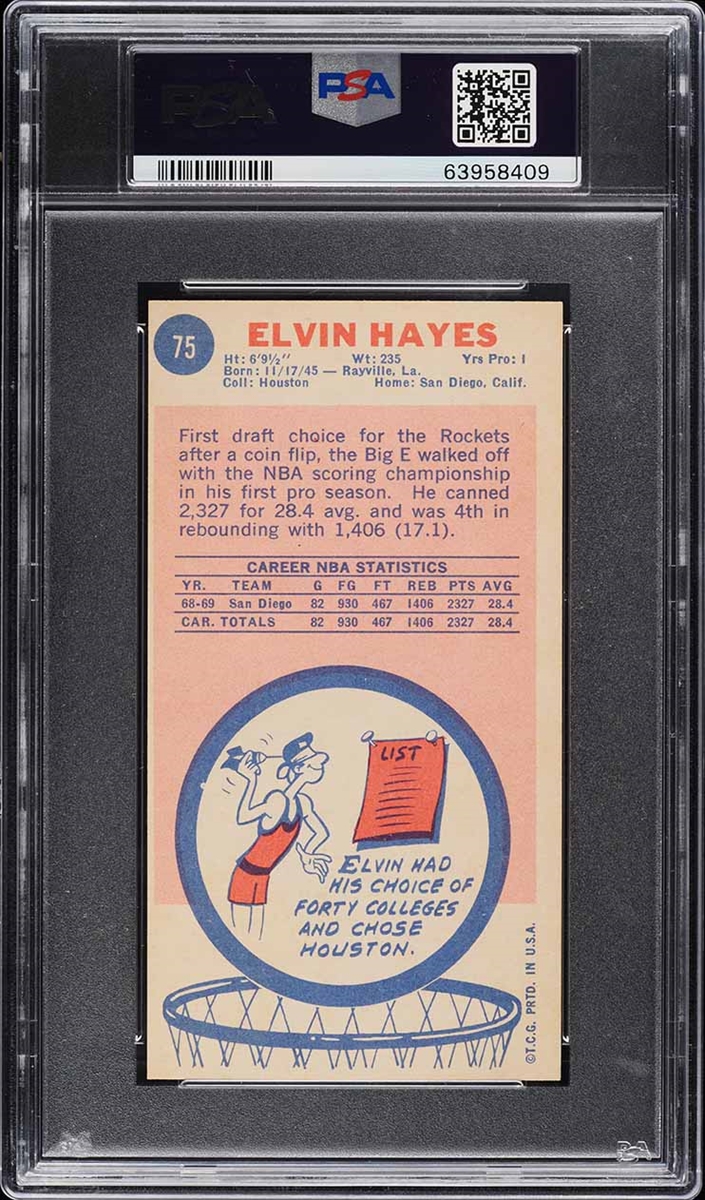 PSA
PSA
63958409
75
ELVIN HAYES
Ht: 6'9½" Wt: 235 Yrs Pro: 1
Born: 11/17/45 — Rayville, La.
Coll: Houston Home: San Diego, Calif.
First draft choice for the Rockets
after a coin flip, the Big E walked off
with the NBA scoring championship
in his first pro season. He canned
2,327 for 28.4 avg. and was 4th in
rebounding with 1,406 (17.1).
CAREER NBA STATISTICS
YR. TEAM G FG FT REB PTS AVG
68-69 San Diego 82 930 467 1406 2327 28.4
CAR. TOTALS 82 930 467 1406 2327 28.4
LIST
ELVIN HAD
HIS CHOICE OF
FORTY COLLEGES
AND CHOSE
HOUSTON.
©T.C.G. PRTD. IN U.S.A.
PSA